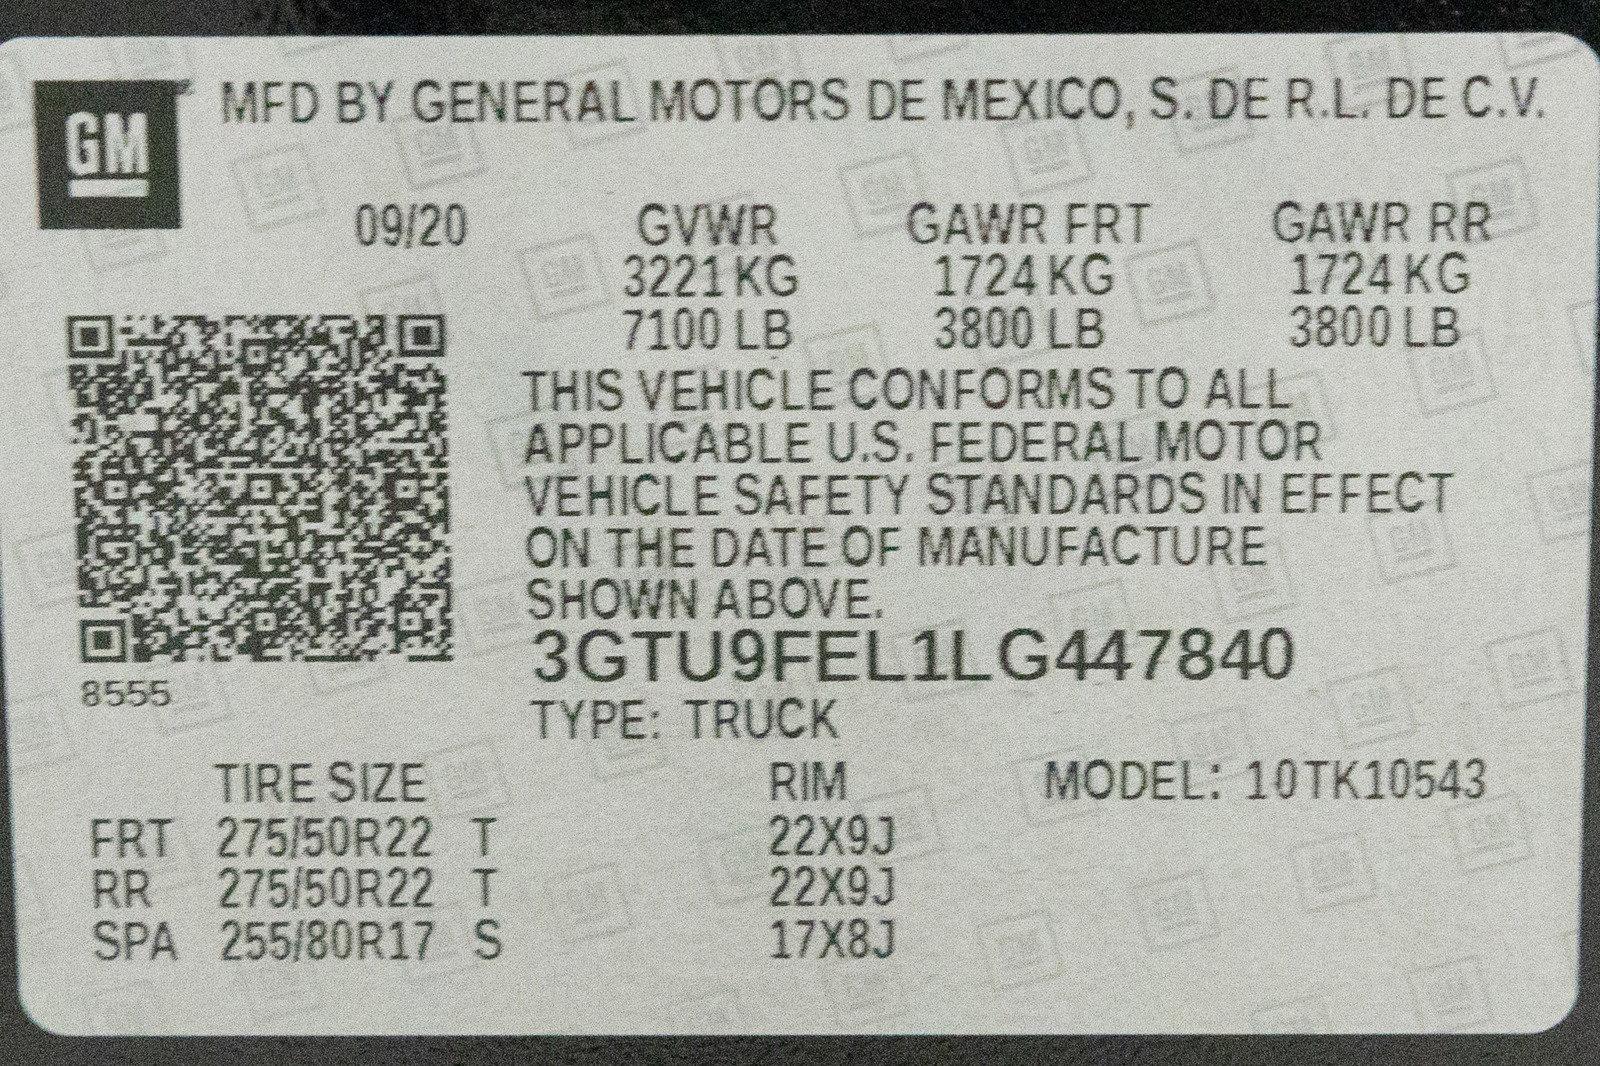 GM MFD BY GENERAL MOTORS DE MEXICO, S. DE R.L. DE C.V.
09/20 GVWR GAWR FRT GAWR RR
3221 KG 1724 KG 1724 KG
7100 LB 3800 LB 3800 LB
THIS VEHICLE CONFORMS TO ALL
APPLICABLE U.S. FEDERAL MOTOR
VEHICLE SAFETY STANDARDS IN EFFECT
ON THE DATE OF MANUFACTURE
SHOWN ABOVE.
3GTU9FEL1LG447840
8555
TYPE: TRUCK
TIRE SIZE RIM MODEL: 10TK10543
FRT 275/50R22 T 22X9J
RR 275/50R22 T 22X9J
SPA 255/80R17 S 17X8J